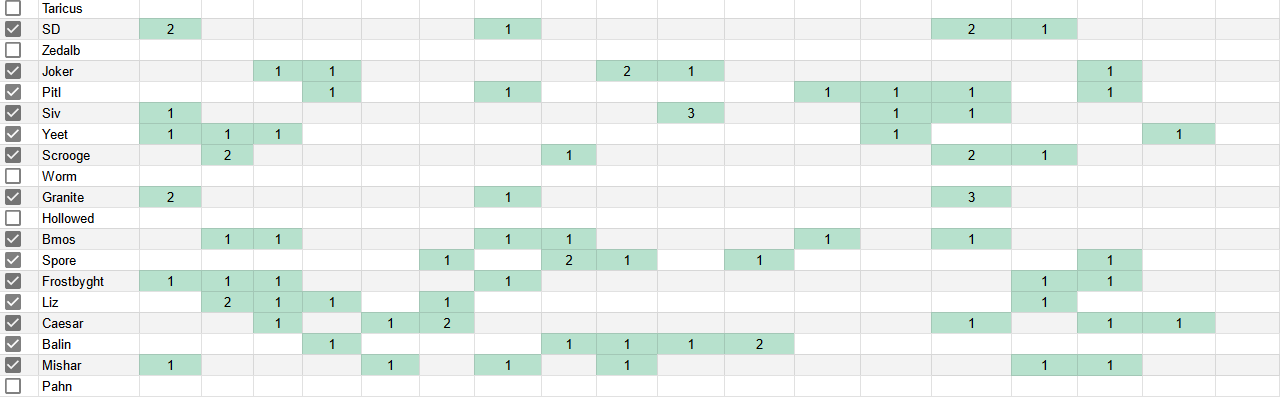 Taricus
SD 2 1 2 1
Zedalb
Joker 1 1 2 1 1
Pitl 1 1 1 1 1 1
Siv 1 3 1 1
Yeet 1 1 1 1 1
Scrooge 2 1 2 1
Worm
Granite 2 1 3
Hollowed
Bmos 1 1 1 1 1 1
Spore 1 2 1 1 1
Frostbyght 1 1 1 1 1 1
Liz 2 1 1 1 1
Caesar 1 1 2 1 1 1
Balin 1 1 1 1 2
Mishar 1 1 1 1 1 1
Pahn